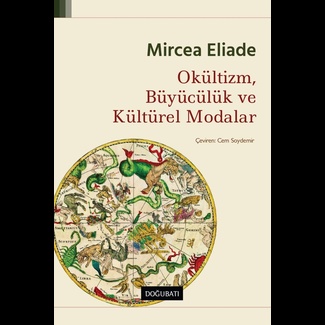 Mircea Eliade
Okültizm,
Büyücülük ve
Kültürel Modalar
Çeviren: Cem Soydemir
DOĞUBATI